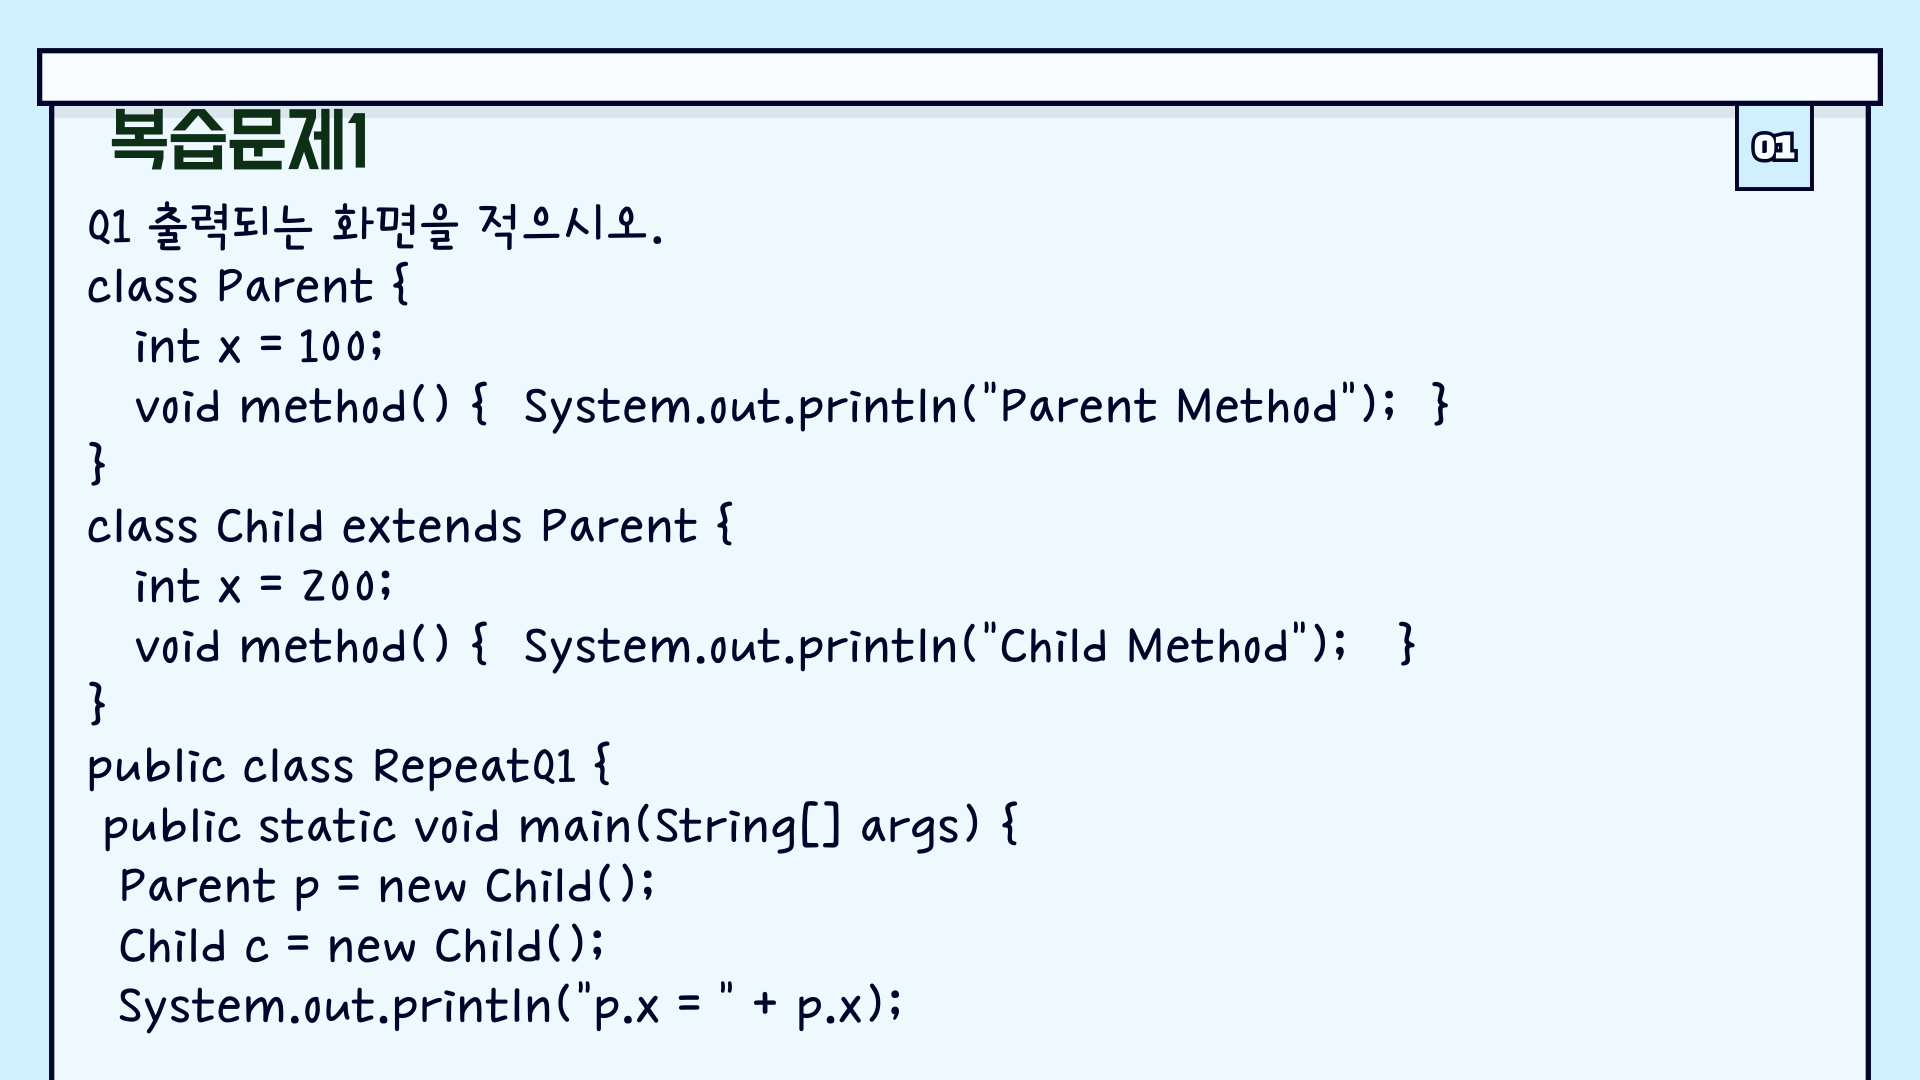 복습문제1
01
Q1 출력되는 화면을 적으시오.
class Parent {
    int x = 100;
    void method() {  System.out.println("Parent Method");  }
}
class Child extends Parent {
    int x = 200;
    void method() {  System.out.println("Child Method");   }
}
public class RepeatQ1 {
 public static void main(String[] args) {
  Parent p = new Child();
  Child c = new Child();
  System.out.println("p.x = " + p.x);